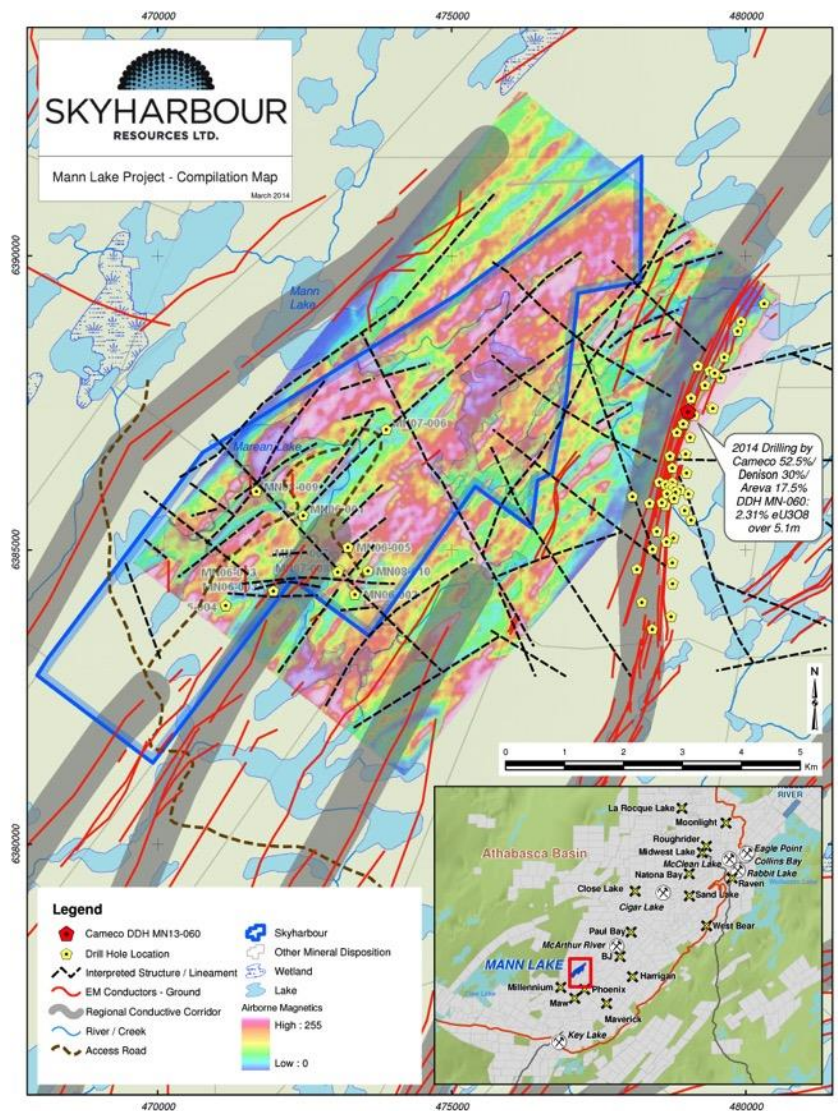 470000
475000
480000
SKYHARBOUR
RESOURCES LTD.
Mann Lake Project - Compilation Map
March 2014
6390000
6390000
Mann
Lake
Marean Lake
MN07-006
MN06-005
MN08-010
2014 Drilling by
Cameco 52.5%/
Denison 30%/
Areva 17.5%
DDH MN-060:
2.31% eU3O8
over 5.1m
6385000
6385000
N
0 1 2 3 4 5
Km
6380000
6380000
Legend
Cameco DDH MN13-060
Drill Hole Location
Interpreted Structure / Lineament
EM Conductors - Ground
Regional Conductive Corridor
River / Creek
Access Road
Skyharbour
Other Mineral Disposition
Wetland
Lake
Airborne Magnetics
High : 255
Low : 0
RIVER
La Rocque Lake
Moonlight
Roughrider
Eagle Point
Athabasca Basin
Midwest Lake
McClean Lake
Collins Bay
Natona Bay
Rabbit Lake
Raven
Close Lake
Sand Lake
Cigar Lake
Paul Bay
West Bear
McArthur River
BJ
MANN LAKE
Harrigan
Millennium
Phoenix
Maw
Maverick
Key Lake
470000
475000
480000